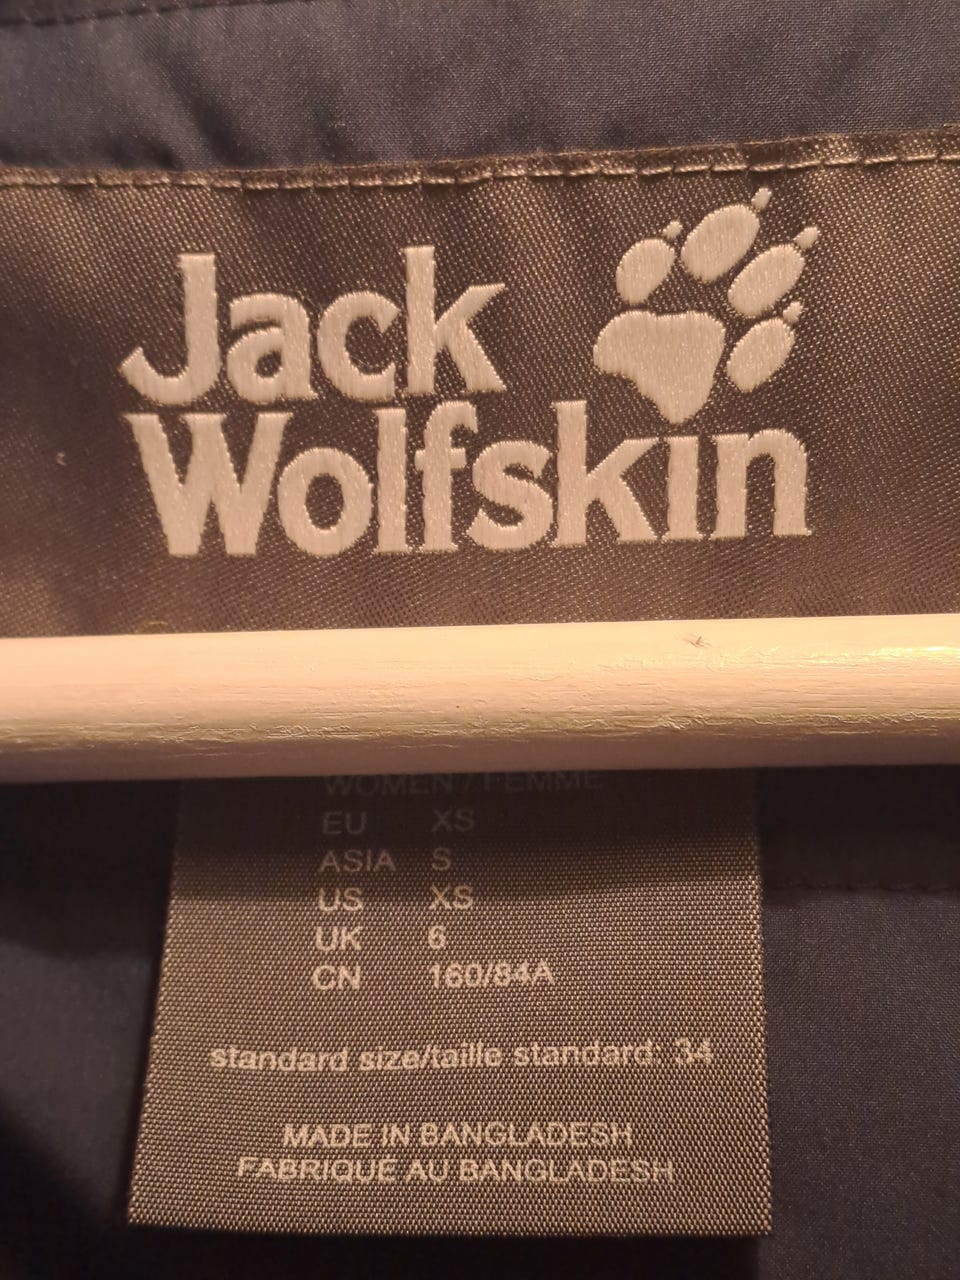 Jack
Wolfskin
WOMEN / FEMME
EU XS
ASIA S
US XS
UK 6
CN 160/84A
standard size/taille standard: 34
MADE IN BANGLADESH
FABRIQUÉ AU BANGLADESH